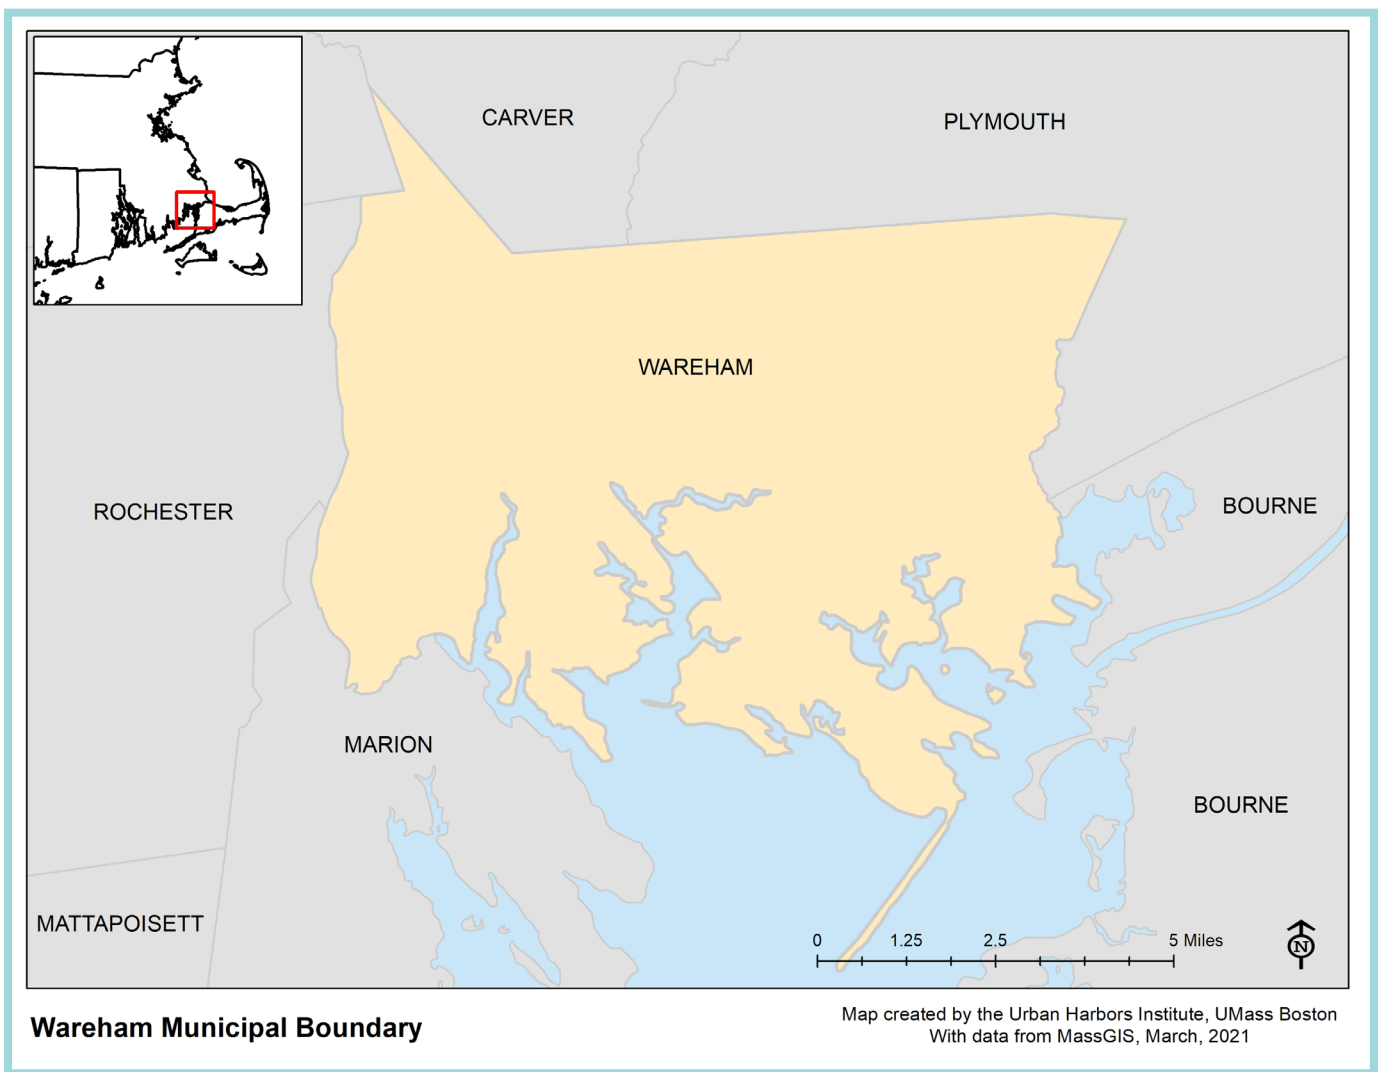 CARVER
PLYMOUTH
WAREHAM
ROCHESTER
BOURNE
MARION
BOURNE
MATTAPOISETT
0 1.25 2.5 5 Miles
N
Wareham Municipal Boundary
Map created by the Urban Harbors Institute, UMass Boston
With data from MassGIS, March, 2021